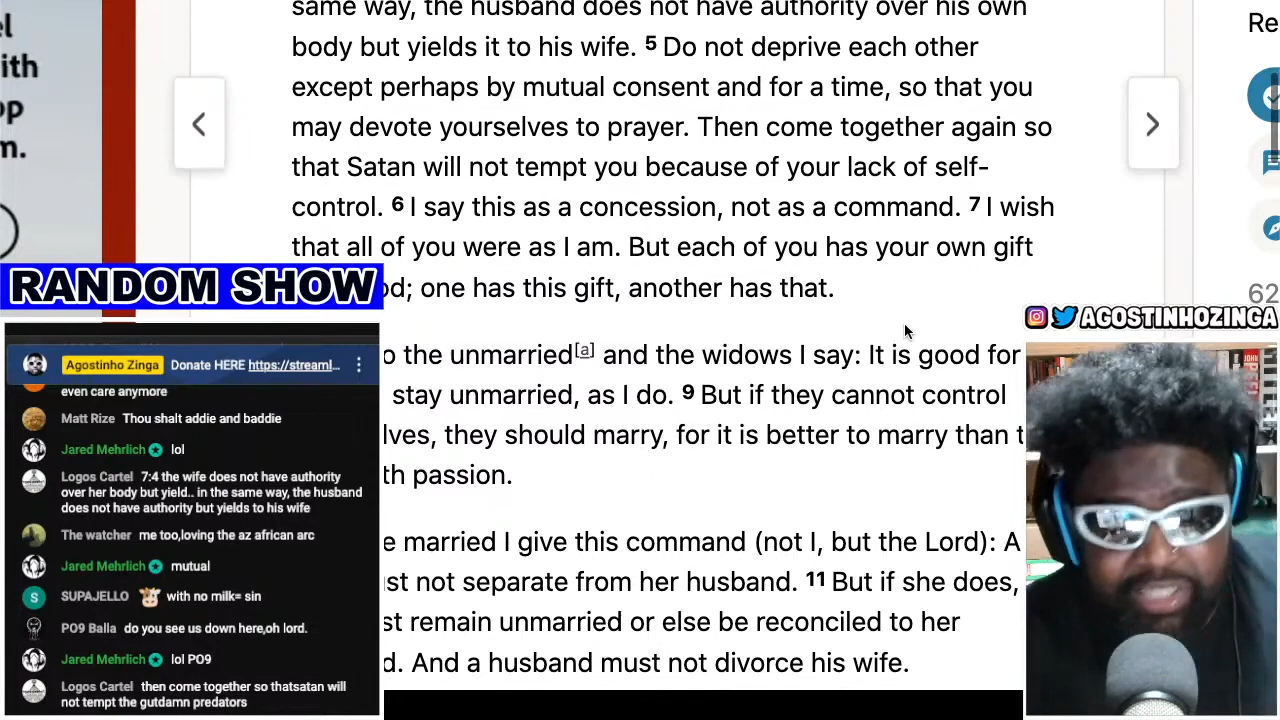 el
ith
op
m.
same way, the husband does not have authority over his own
body but yields it to his wife. 5 Do not deprive each other
except perhaps by mutual consent and for a time, so that you
may devote yourselves to prayer. Then come together again so
that Satan will not tempt you because of your lack of self-
control. 6 I say this as a concession, not as a command. 7 I wish
that all of you were as I am. But each of you has your own gift
od; one has this gift, another has that.
o the unmarried[a] and the widows I say: It is good for
stay unmarried, as I do. 9 But if they cannot control
lves, they should marry, for it is better to marry than t
th passion.
e married I give this command (not I, but the Lord): A
st not separate from her husband. 11 But if she does,
st remain unmarried or else be reconciled to her
d. And a husband must not divorce his wife.
Re
62
RANDOM SHOW
Agostinho Zinga Donate HERE https://streaml...
even care anymore
Matt Rize Thou shalt addie and baddie
Jared Mehrlich lol
Logos Cartel 7:4 the wife does not have authority
over her body but yield.. in the same way, the husband
does not have authority but yields to his wife
The watcher me too,loving the az african arc
Jared Mehrlich mutual
S SUPAJELLO with no milk= sin
PO9 Balla do you see us down here,oh lord.
Jared Mehrlich lol PO9
Logos Cartel then come together so thatsatan will
not tempt the gutdamn predators
AGOSTINHOZINGA